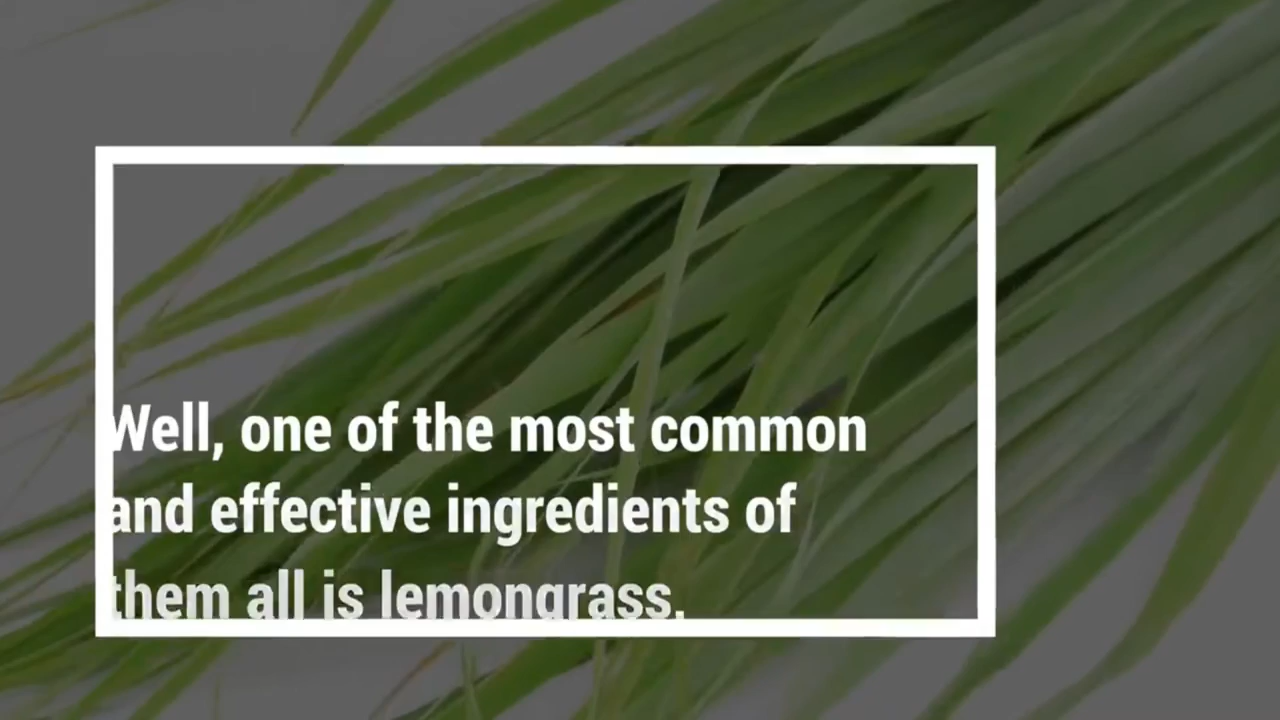 Well, one of the most common
and effective ingredients of
them all is lemongrass.